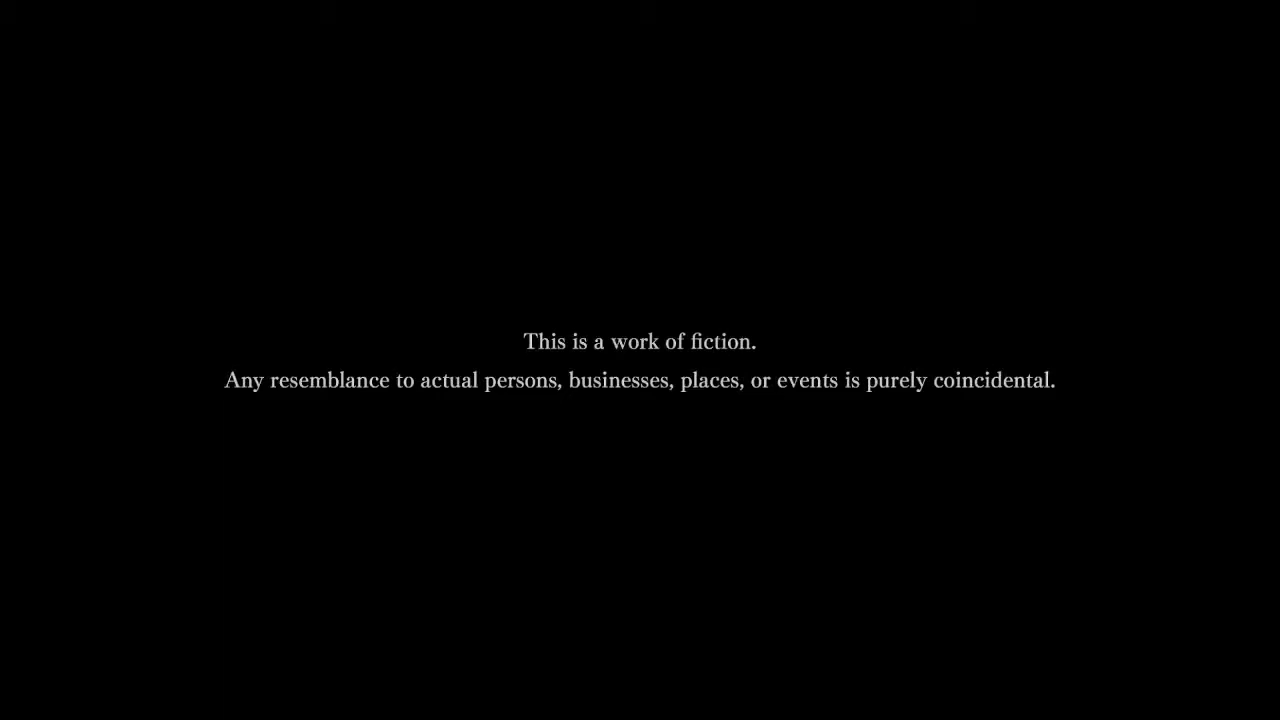 This is a work of fiction.
Any resemblance to actual persons, businesses, places, or events is purely coincidental.